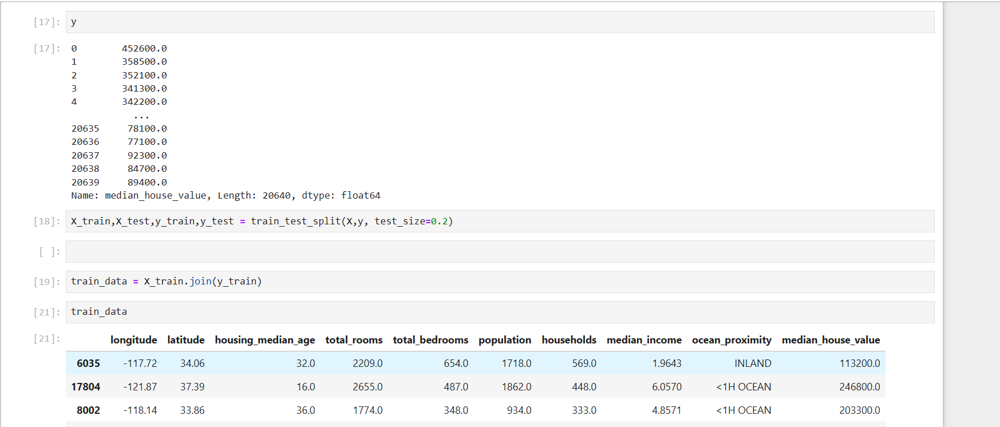 [17]: y
[17]: 0 452600.0
1 358500.0
2 352100.0
3 341300.0
4 342200.0
...
20635 78100.0
20636 77100.0
20637 92300.0
20638 84700.0
20639 89400.0
Name: median_house_value, Length: 20640, dtype: float64
[18]: X_train,X_test,y_train,y_test = train_test_split(X,y, test_size=0.2)
[ ]:
[19]: train_data = X_train.join(y_train)
[21]: train_data
[21]: longitude latitude housing_median_age total_rooms total_bedrooms population households median_income ocean_proximity median_house_value
6035 -117.72 34.06 32.0 2209.0 654.0 1718.0 569.0 1.9643 INLAND 113200.0
17804 -121.87 37.39 16.0 2655.0 487.0 1862.0 448.0 6.0570 <1H OCEAN 246800.0
8002 -118.14 33.86 36.0 1774.0 348.0 934.0 333.0 4.8571 <1H OCEAN 203300.0